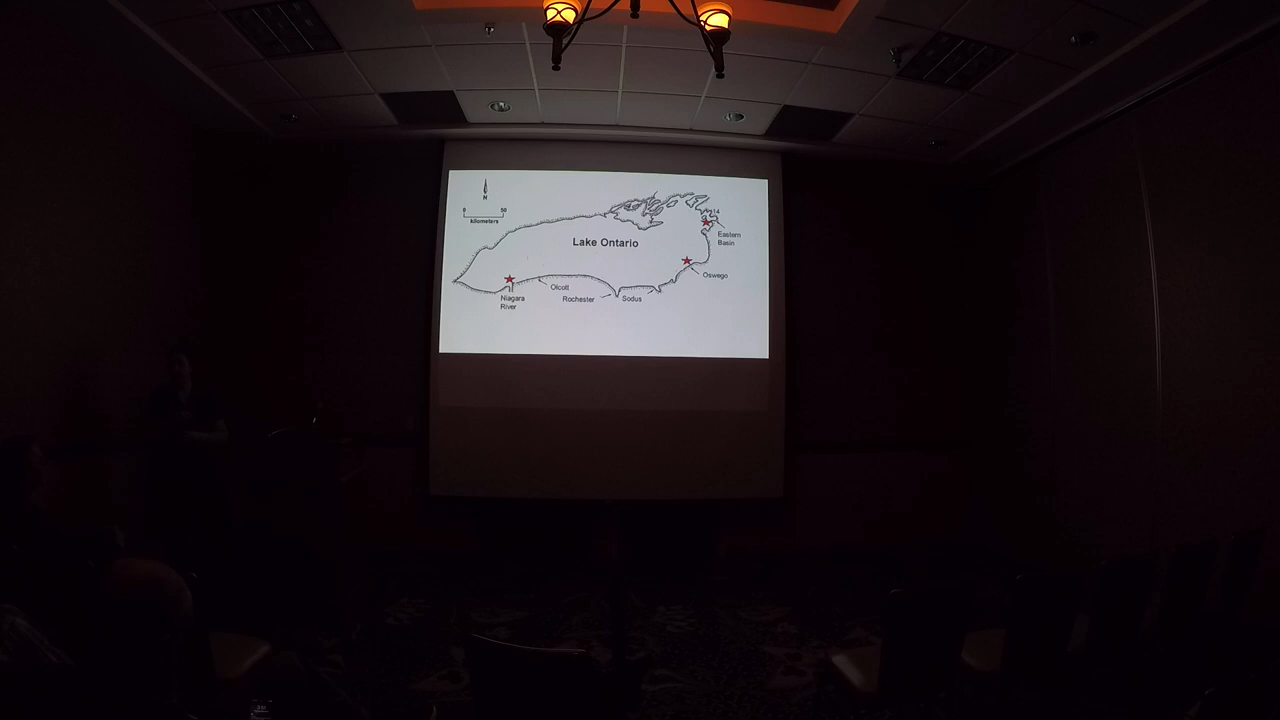 N
0 50
kilometers
Lake Ontario
Eastern
Basin
Oswego
Olcott
Niagara
River
Rochester
Sodus